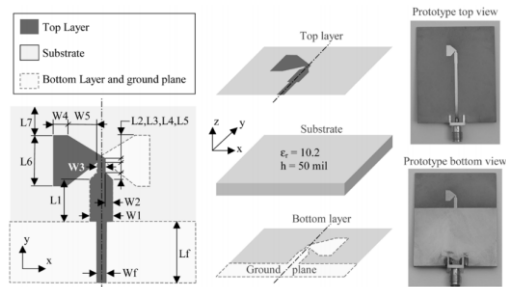 Top Layer
Substrate
Bottom Layer and ground plane
L7
W4
W5
L2,L3,L4,L5
L6
W3
L1
W2
W1
y
x
Wf
Lf
Top layer
z
y
x
Substrate
εr = 10.2
h = 50 mil
Bottom layer
Ground plane
y
x
Prototype top view
Prototype bottom view